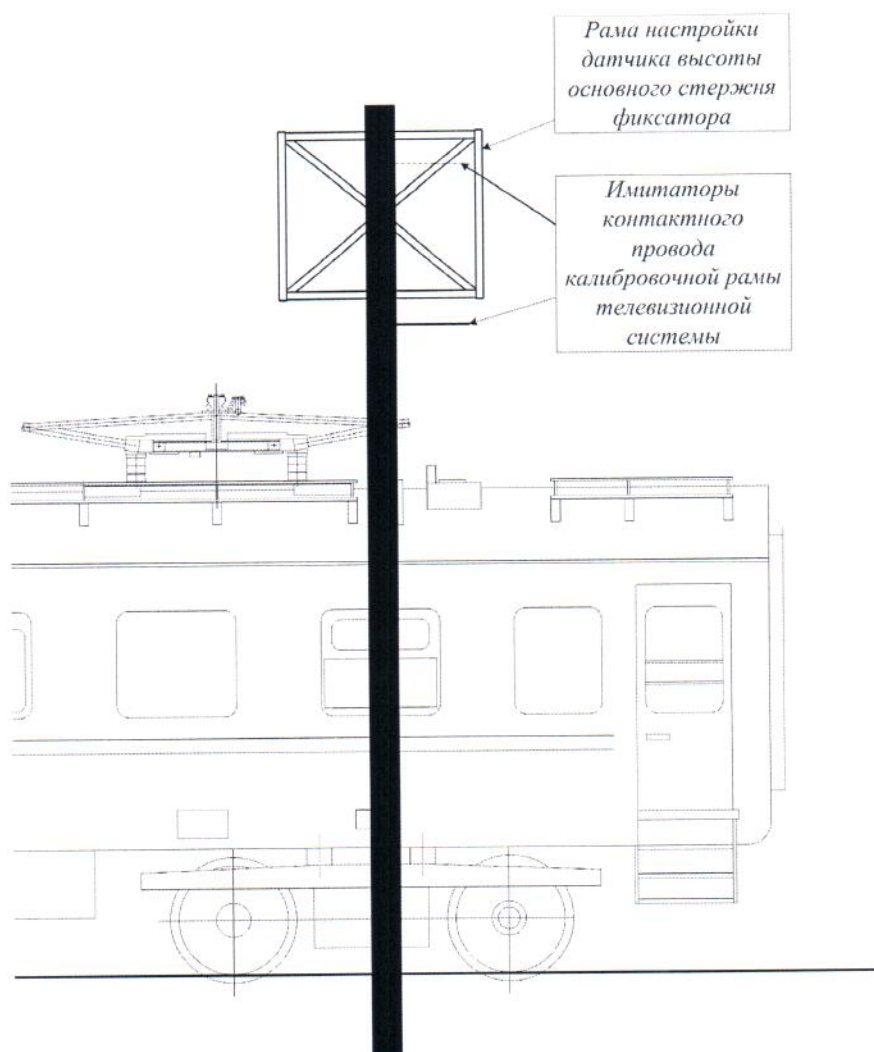 Рама настройки
датчика высоты
основного стержня
фиксатора
Имитаторы
контактного
провода
калибровочной рамы
телевизионной
системы